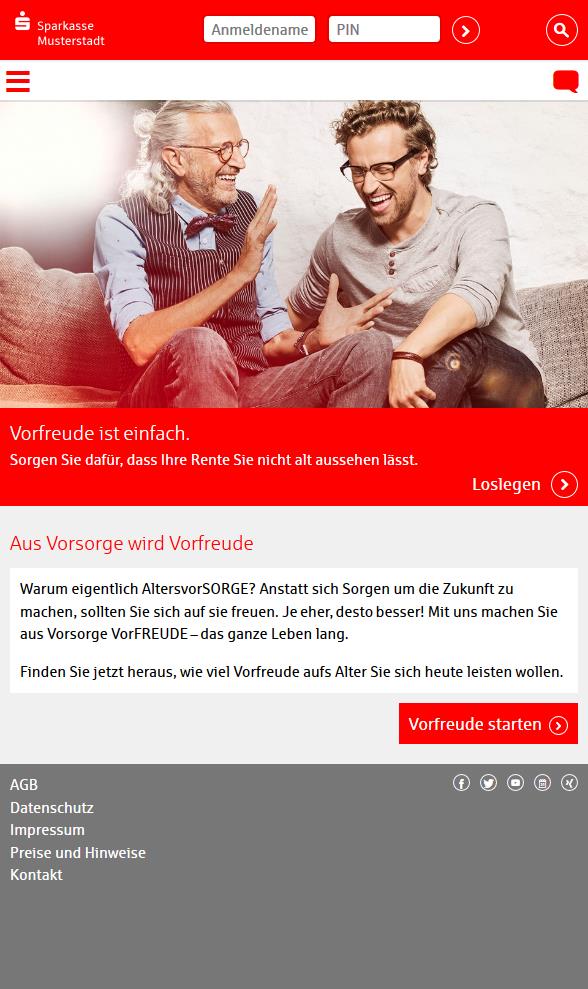 Sparkasse
Musterstadt
Anmeldename
PIN
Vorfreude ist einfach.
Sorgen Sie dafür, dass Ihre Rente Sie nicht alt aussehen lässt.
Loslegen
Aus Vorsorge wird Vorfreude
Warum eigentlich AltersvorSORGE? Anstatt sich Sorgen um die Zukunft zu
machen, sollten Sie sich auf sie freuen. Je eher, desto besser! Mit uns machen Sie
aus Vorsorge VorFREUDE – das ganze Leben lang.
Finden Sie jetzt heraus, wie viel Vorfreude aufs Alter Sie sich heute leisten wollen.
Vorfreude starten
AGB
Datenschutz
Impressum
Preise und Hinweise
Kontakt